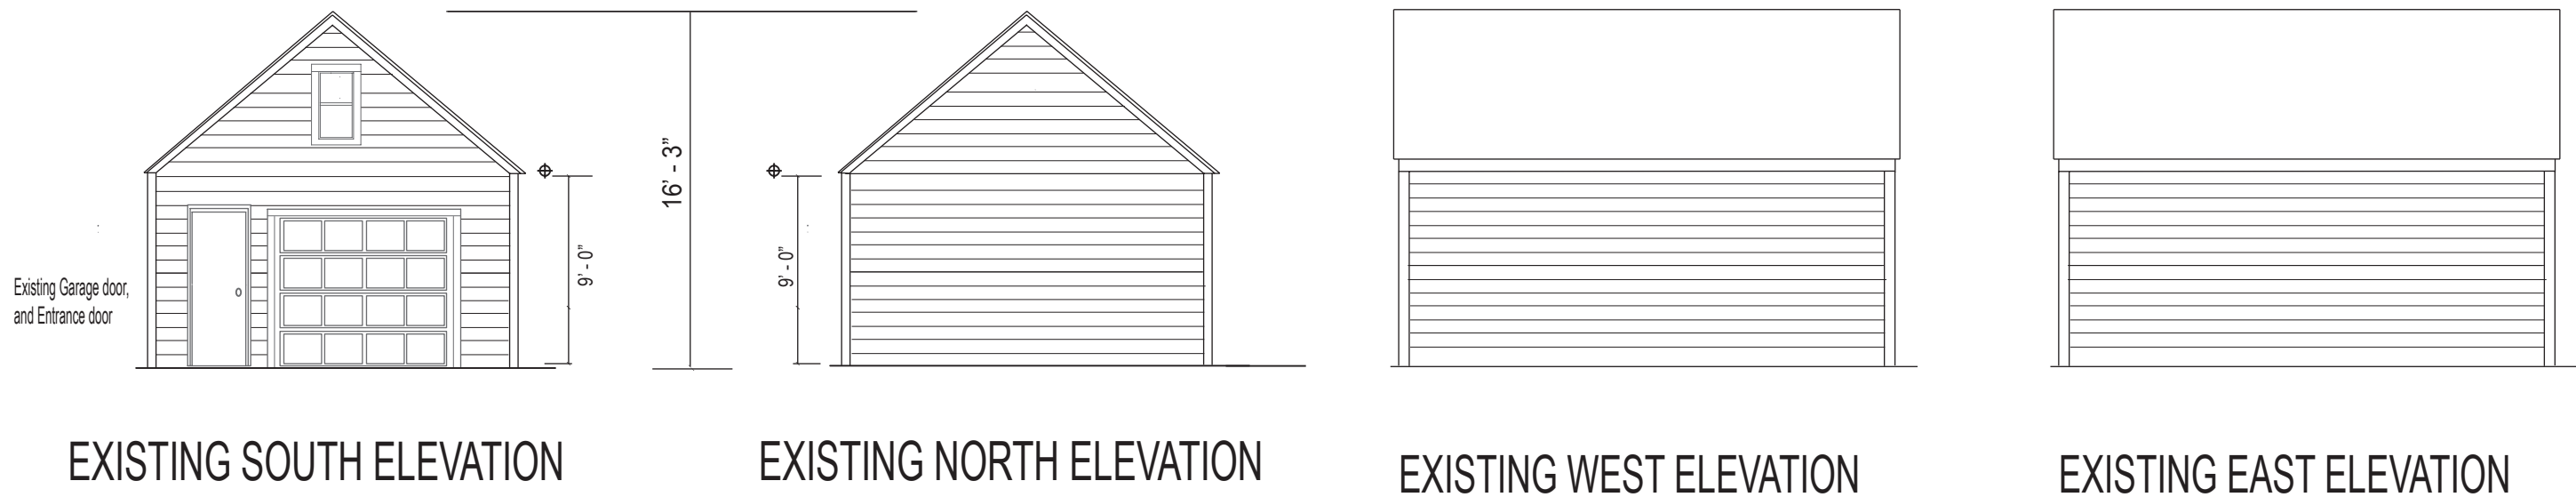 16' - 3"
9' - 0"
9' - 0"
Existing Garage door,
and Entrance door
EXISTING SOUTH ELEVATION
EXISTING NORTH ELEVATION
EXISTING WEST ELEVATION
EXISTING EAST ELEVATION